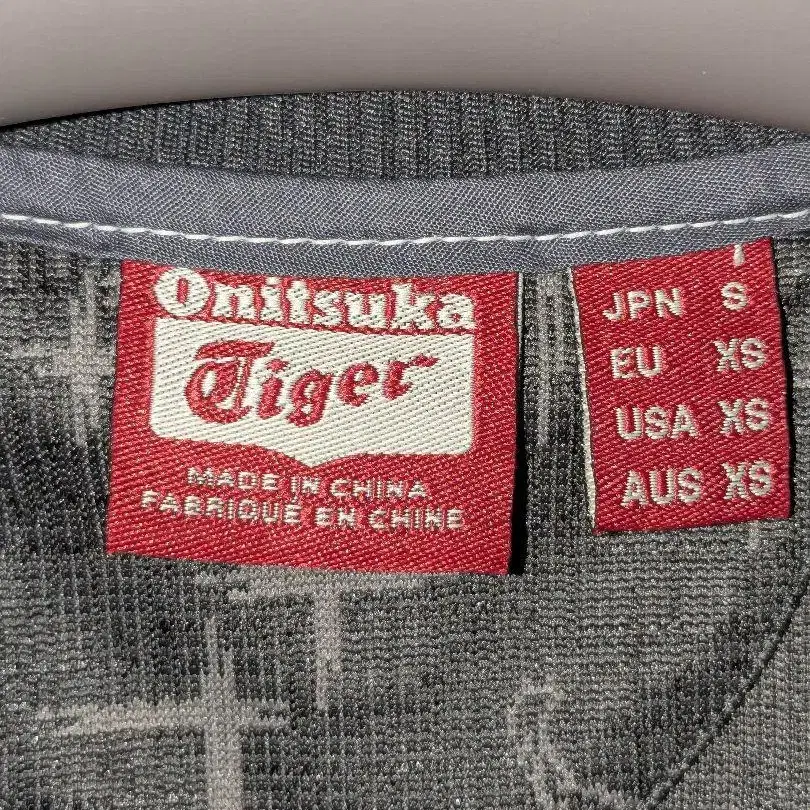 Onitsuka
Tiger
MADE IN CHINA
FABRIQUÉ EN CHINE
JPN S
EU XS
USA XS
AUS XS